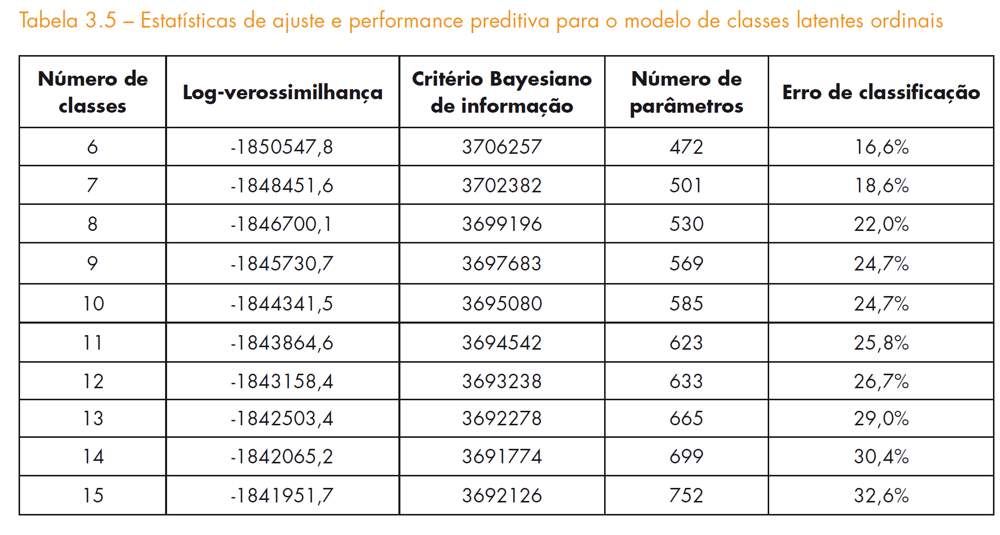 Tabela 3.5 – Estatísticas de ajuste e performance preditiva para o modelo de classes latentes ordinais
Número de classes Log-verossimilhança Critério Bayesiano de informação Número de parâmetros Erro de classificação
6 -1850547,8 3706257 472 16,6%
7 -1848451,6 3702382 501 18,6%
8 -1846700,1 3699196 530 22,0%
9 -1845730,7 3697683 569 24,7%
10 -1844341,5 3695080 585 24,7%
11 -1843864,6 3694542 623 25,8%
12 -1843158,4 3693238 633 26,7%
13 -1842503,4 3692278 665 29,0%
14 -1842065,2 3691774 699 30,4%
15 -1841951,7 3692126 752 32,6%